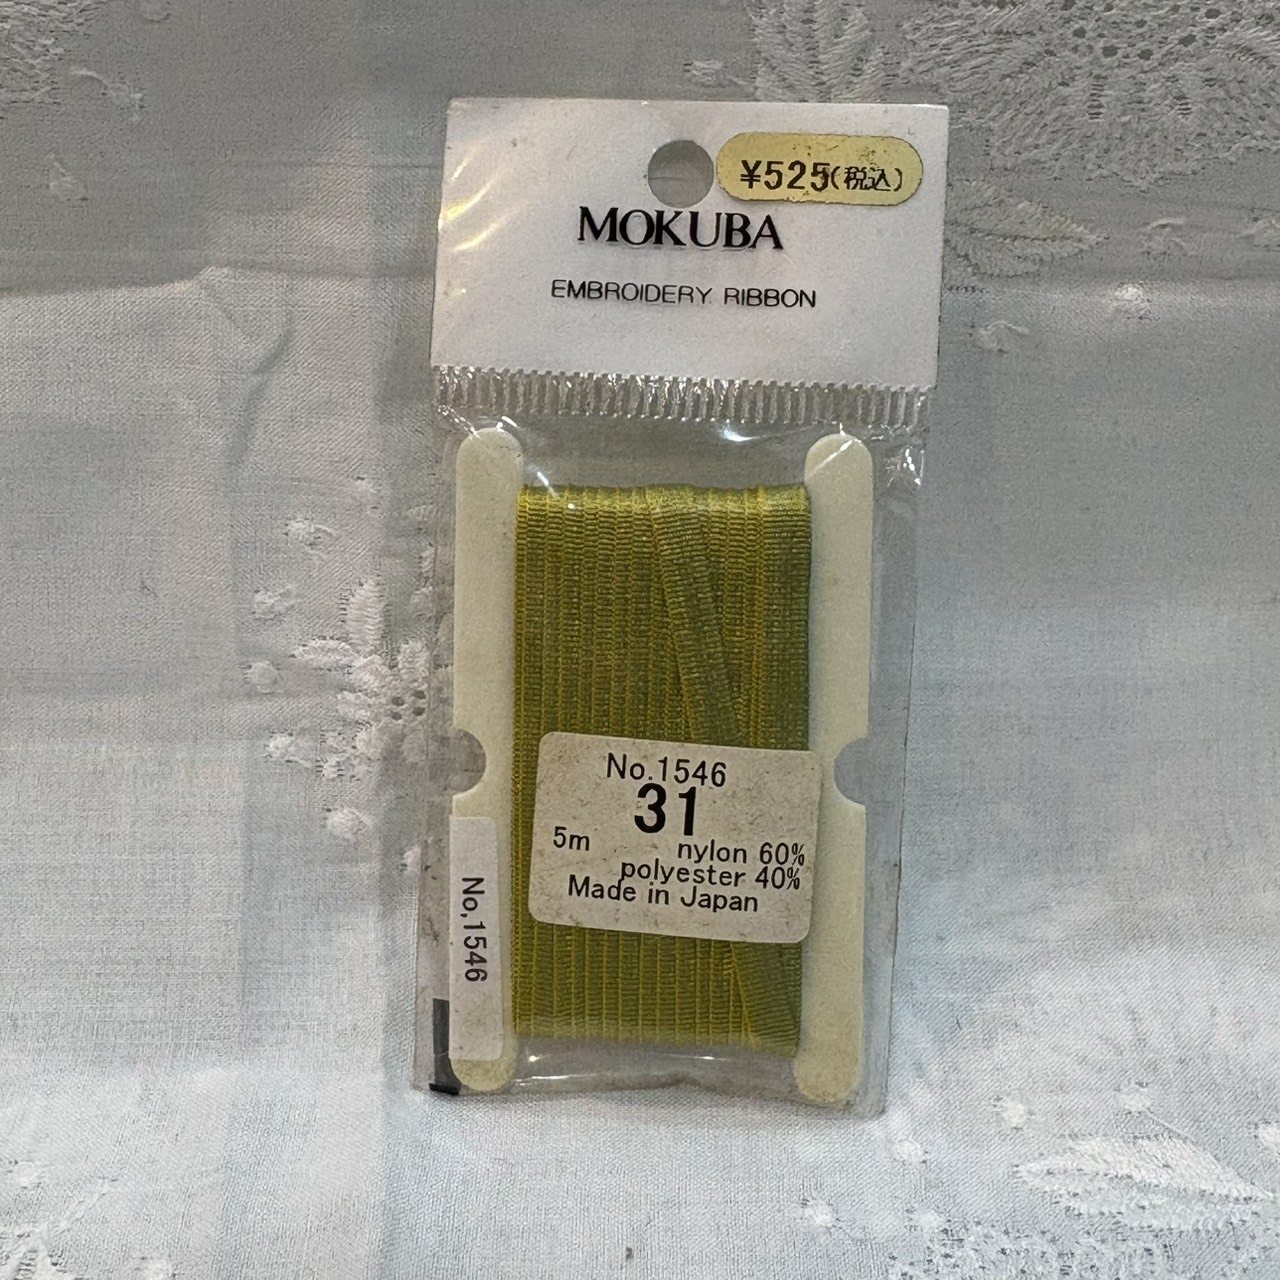 ¥525(税込)
MOKUBA
EMBROIDERY RIBBON
No.1546
31
5m nylon 60%
polyester 40%
Made in Japan
No,1546